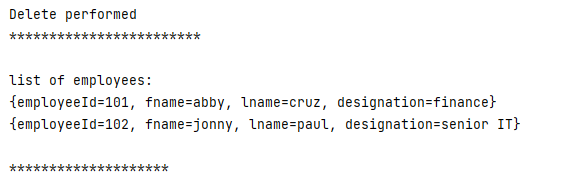 Delete performed
************************
list of employees:
{employeeId=101, fname=abby, lname=cruz, designation=finance}
{employeeId=102, fname=jonny, lname=paul, designation=senior IT}
********************